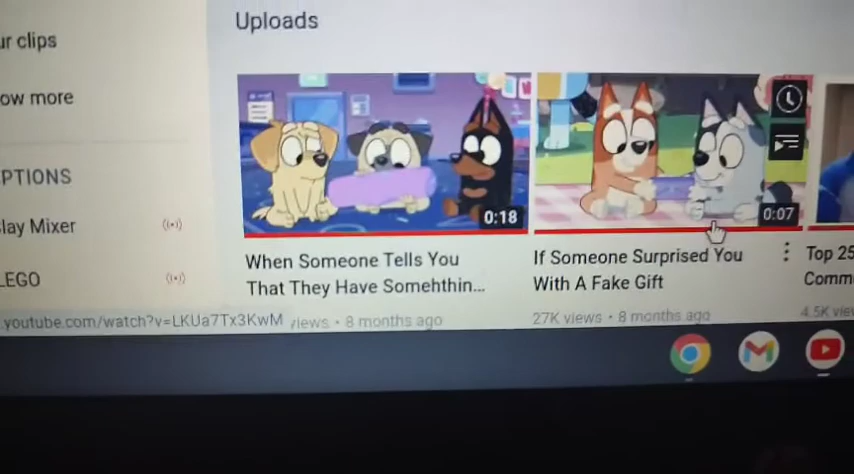 Uploads
ur clips
ow more
PTIONS
lay Mixer
LEGO
0:18
0:07
When Someone Tells You
That They Have Somehthin...
views • 8 months ago
If Someone Surprised You
With A Fake Gift
27K views • 8 months ago
Top 25
Comm
4.5K vie
youtube.com/watch?v=LKUa7Tx3KwM